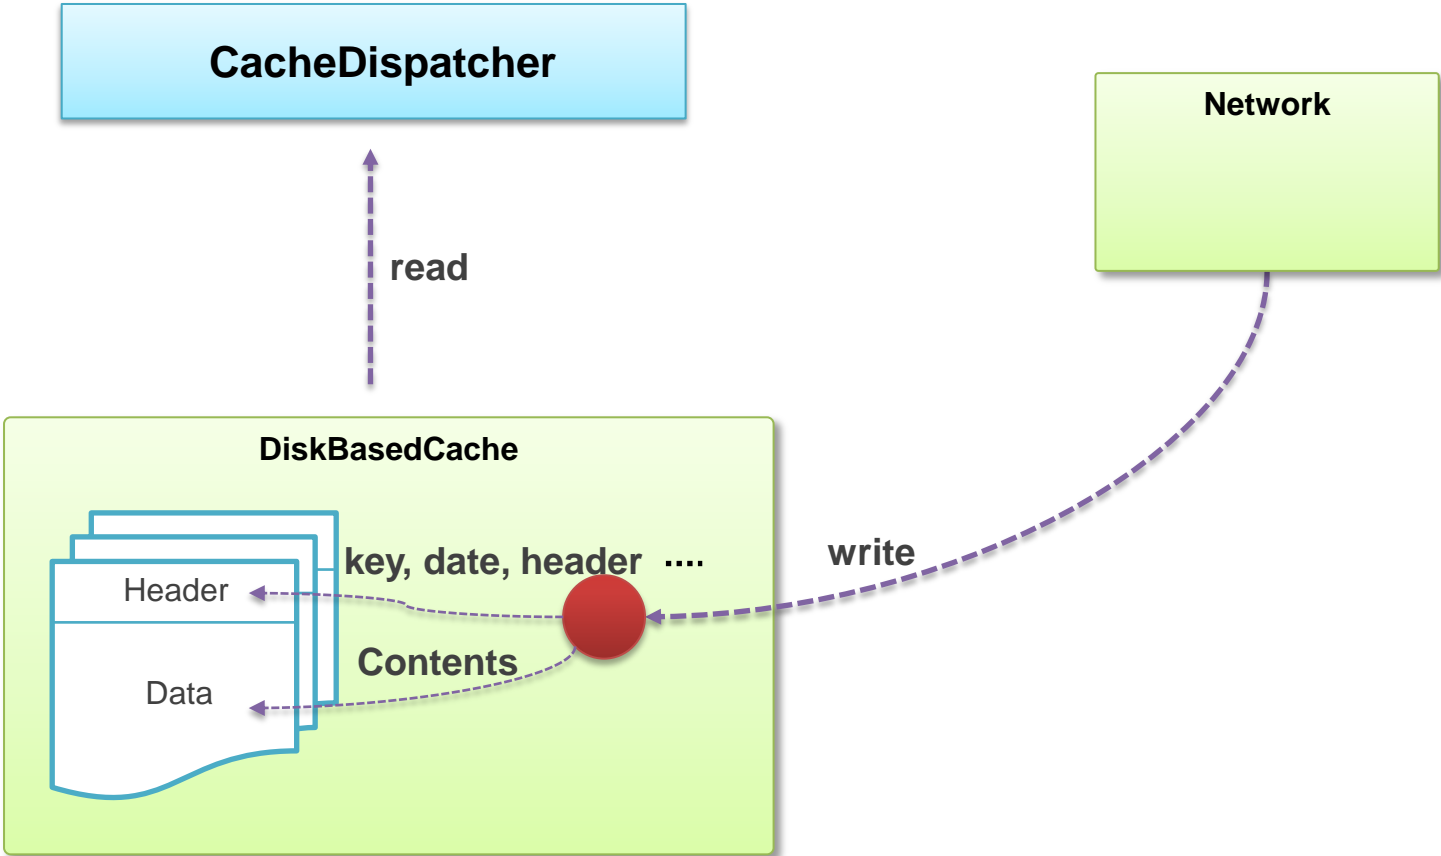 CacheDispatcher
Network
read
DiskBasedCache
key, date, header ....
write
Header
Contents
Data